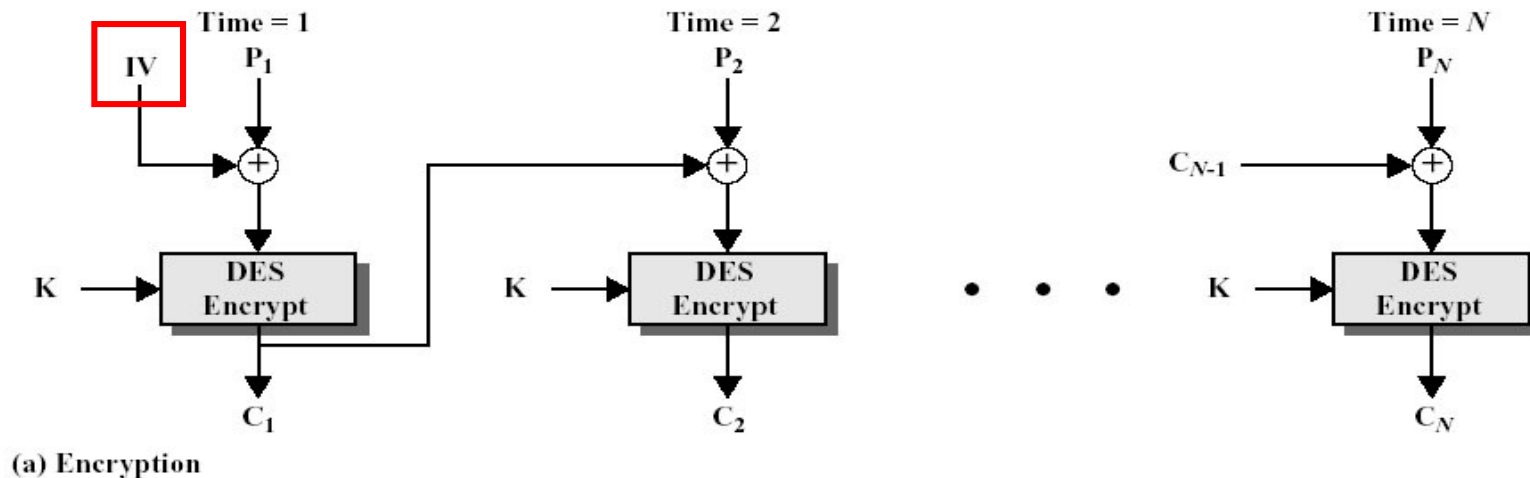 Time = 1 Time = 2 Time = N
IV P1 P2 PN
+ + +
CN-1
K DES Encrypt K DES Encrypt K DES Encrypt
C1 C2 CN
(a) Encryption